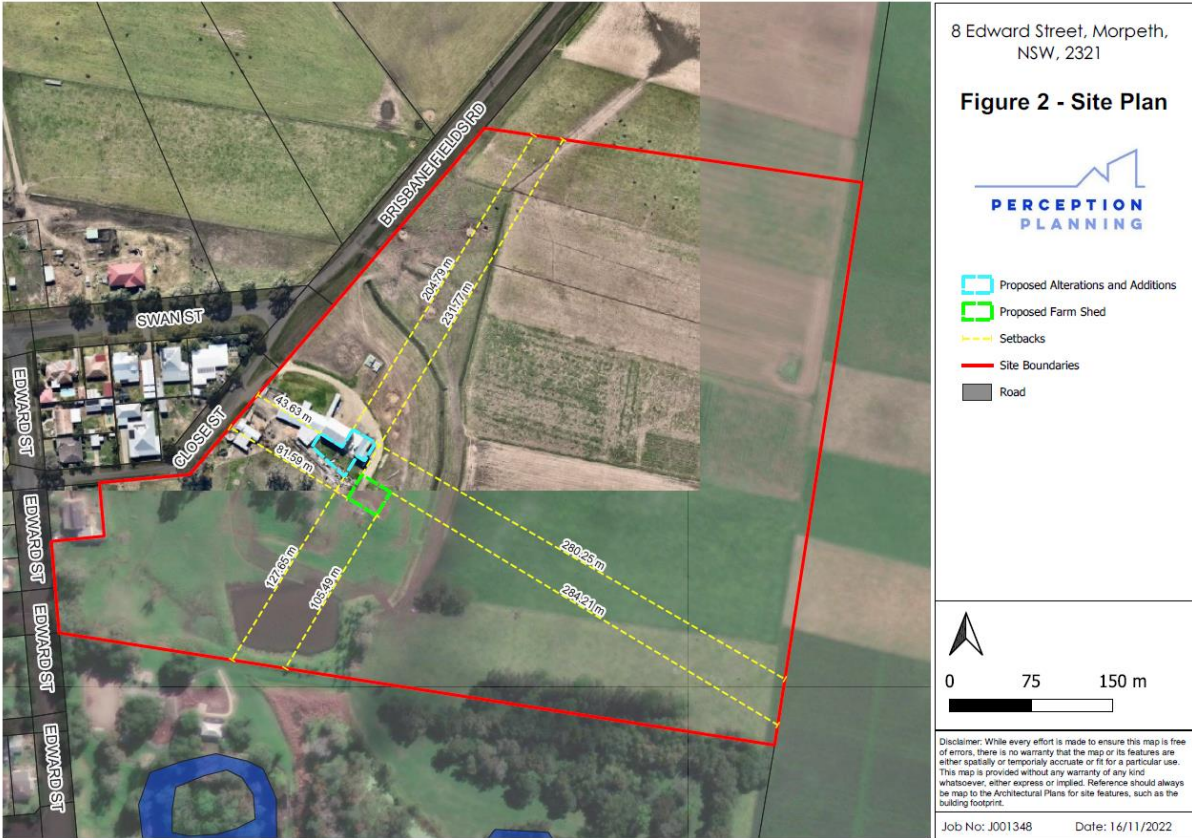 BRISBANE FIELDS RD
204.79 m
231.77 m
SWAN ST
EDWARD ST
CLOSE ST
43.63 m
81.59 m
EDWARD ST
127.65 m
105.49 m
280.25 m
284.21 m
EDWARD ST
EDWARD ST
8 Edward Street, Morpeth,
NSW, 2321
Figure 2 - Site Plan
PERCEPTION
PLANNING
Proposed Alterations and Additions
Proposed Farm Shed
Setbacks
Site Boundaries
Road
0 75 150 m
Disclaimer: While every effort is made to ensure this map is free
of errors, there is no warranty that the map or its features are
either spatially or temporaly accruate or fit for a particular use.
This map is provided without any warranty of any kind
whatsoever, either express or implied. Reference should always
be map to the Architectural Plans for site features, such as the
building footprint.
Job No: J001348 Date: 16/11/2022